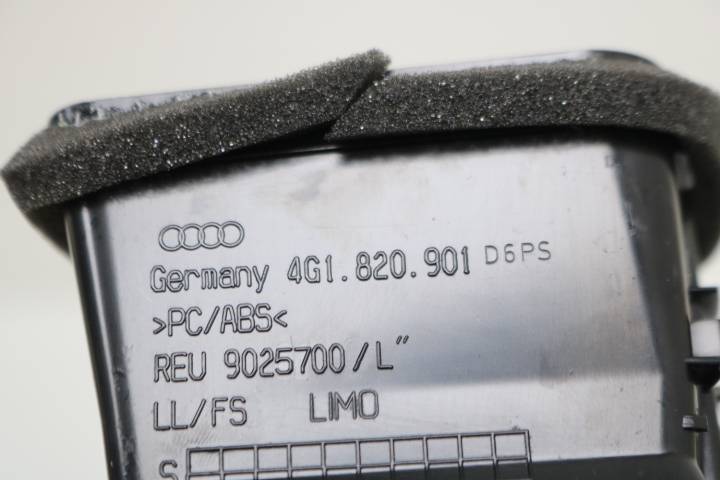 Germany 4G1.820.901 D6PS
>PC/ABS<
REU 9025700/L"
LL/FS LIMO
S